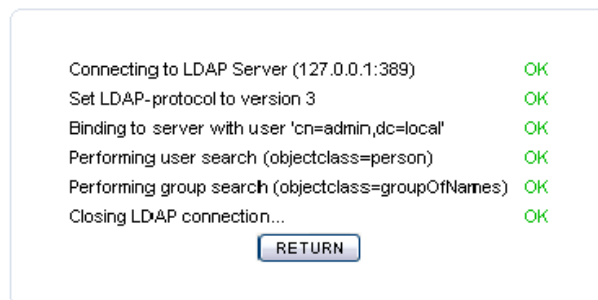 Connecting to LDAP Server (127.0.0.1:389) OK
Set LDAP-protocol to version 3 OK
Binding to server with user 'cn=admin,dc=local' OK
Performing user search (objectclass=person) OK
Performing group search (objectclass=groupOfNames) OK
Closing LDAP connection... OK
RETURN